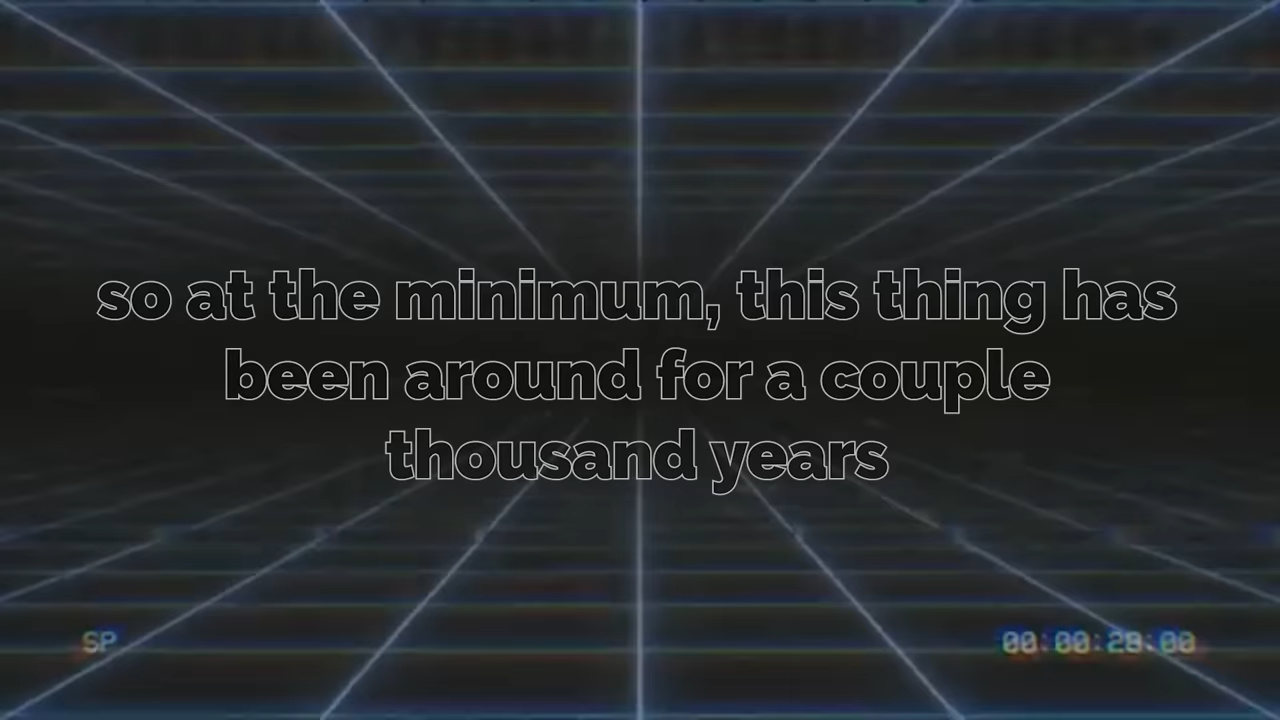 so at the minimum, this thing has
been around for a couple
thousand years
SP
00:00:28:00